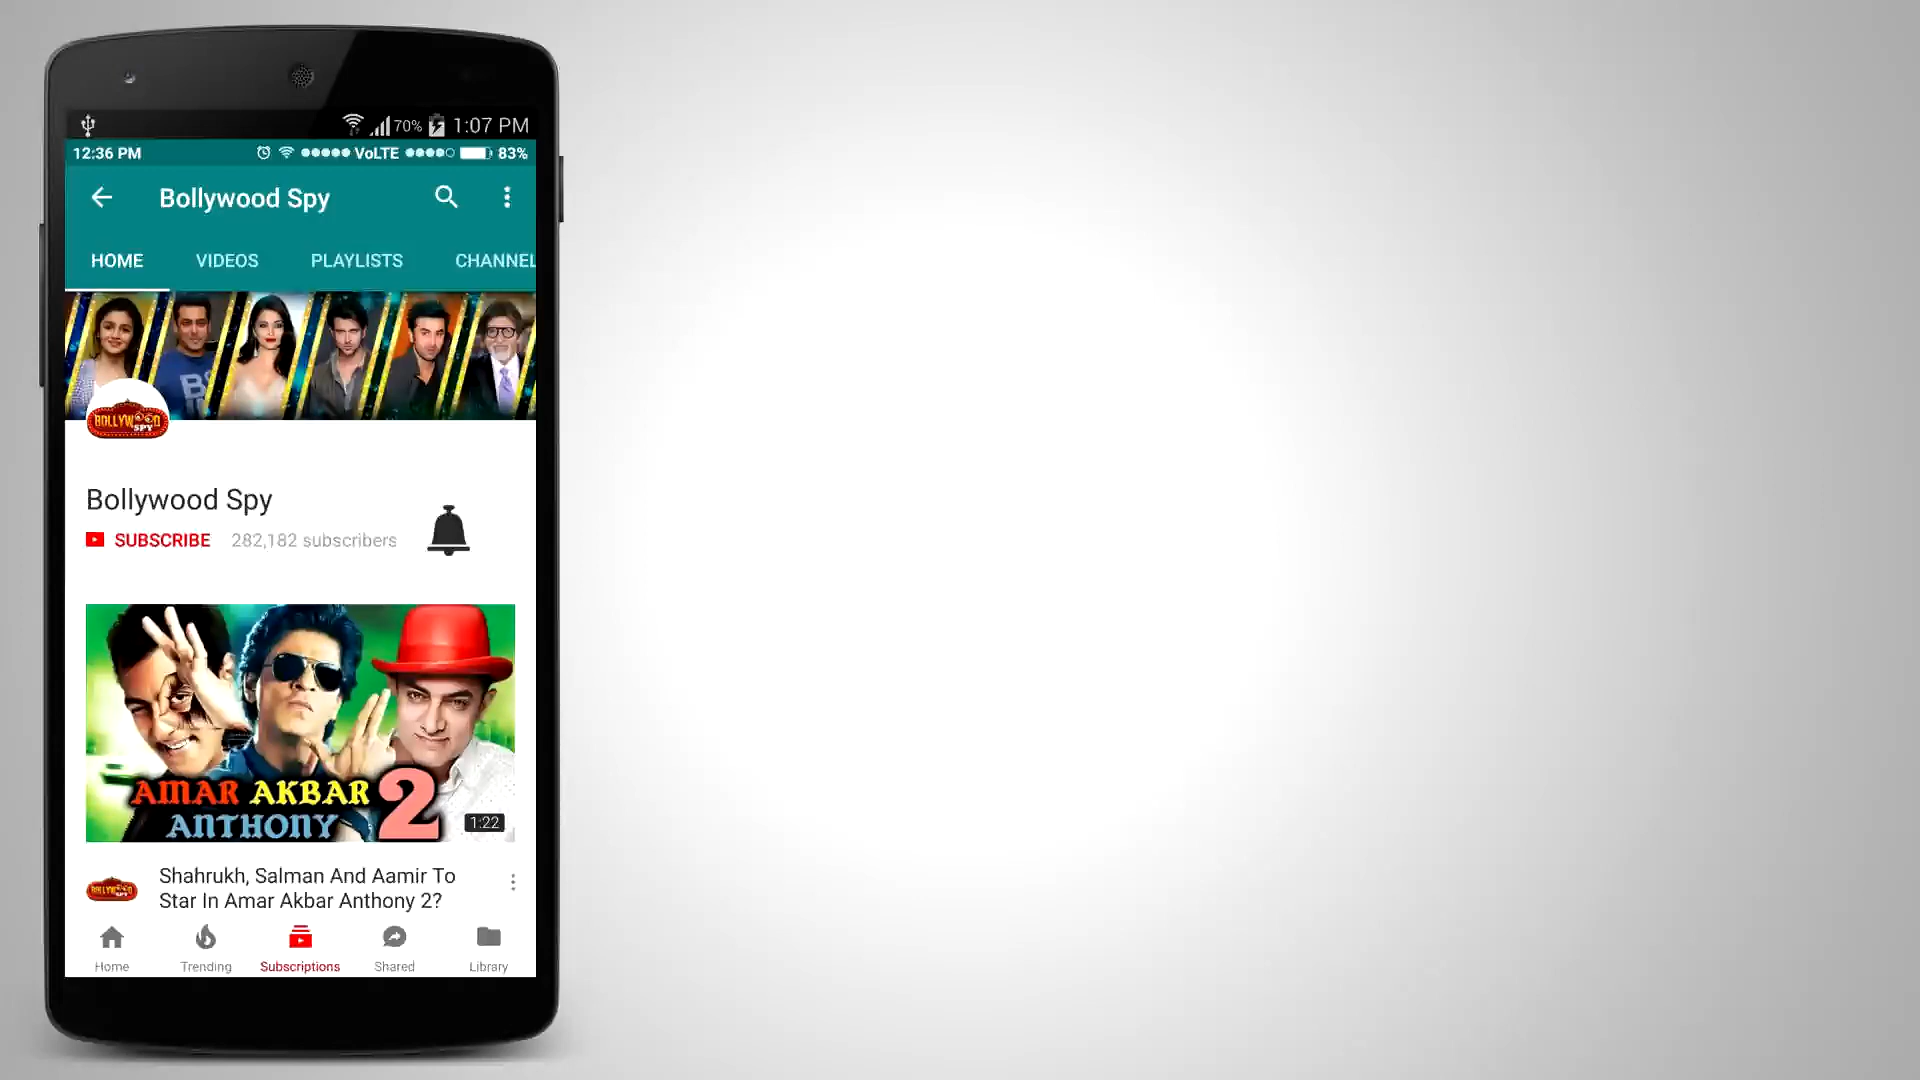 70% 1:07 PM
12:36 PM VoLTE 83%
Bollywood Spy
HOME VIDEOS PLAYLISTS CHANNEL
BOLLYWOOD
SPY
Bollywood Spy
SUBSCRIBE 282,182 subscribers
AMAR AKBAR 2
ANTHONY
1:22
Shahrukh, Salman And Aamir To
Star In Amar Akbar Anthony 2?
Home Trending Subscriptions Shared Library